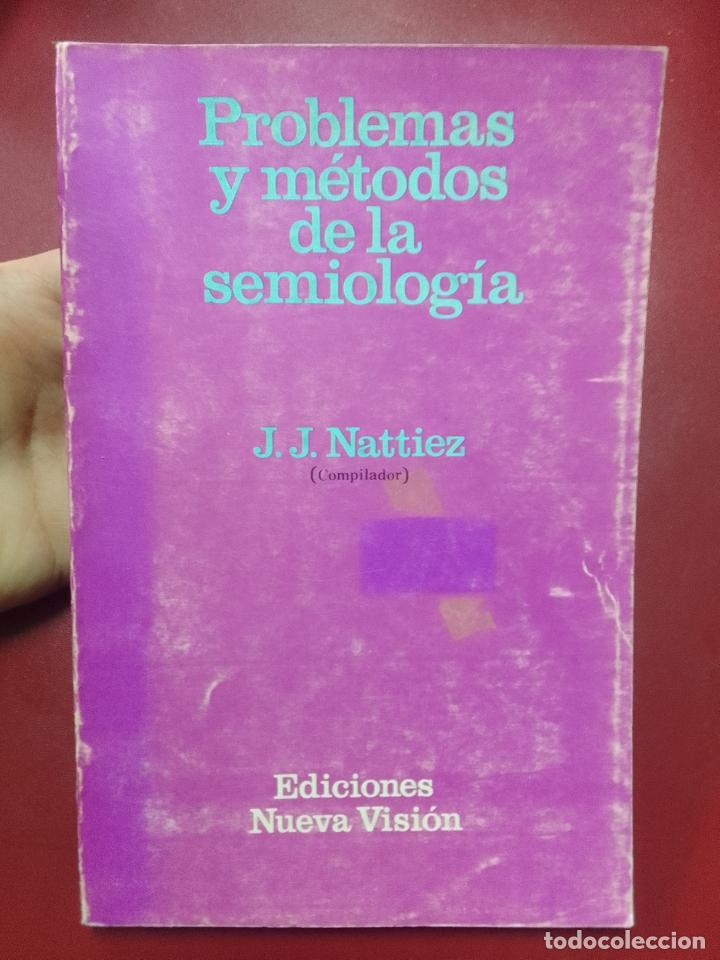 Problemas
y métodos
de la
semiología
J. J. Nattiez
(Compilador)
Ediciones
Nueva Visión
todocoleccion